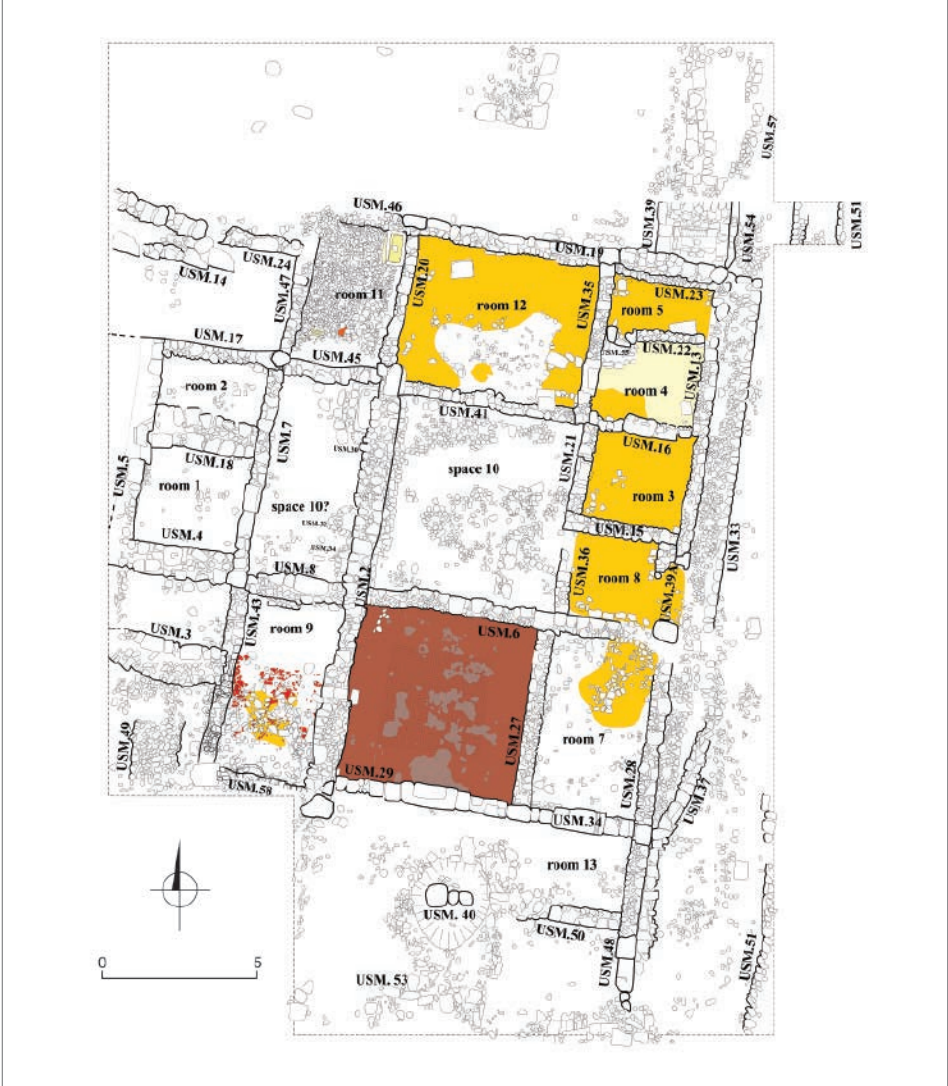 USM.57
USM.46
USM.39
USM.54
USM.51
USM.24
USM.19
USM.14
USM.47
USM.20
USM.35
USM.23
room 11
room 12
room 5
USM.17
USM.45
USM.22
USM.13
room 2
room 4
USM.41
USM.7
USM.21
USM.16
USM.5
USM.18
space 10
room 1
room 3
space 10?
USM.4
USM.15
USM.33
USM.8
USM.2
USM.36
room 8
USM.39A
USM.43
room 9
USM.6
USM.3
USM.49
USM.27
room 7
USM.29
USM.28
USM.37
USM.58
USM.34
room 13
USM. 40
USM.50
USM.48
USM.51
0
5
USM. 53